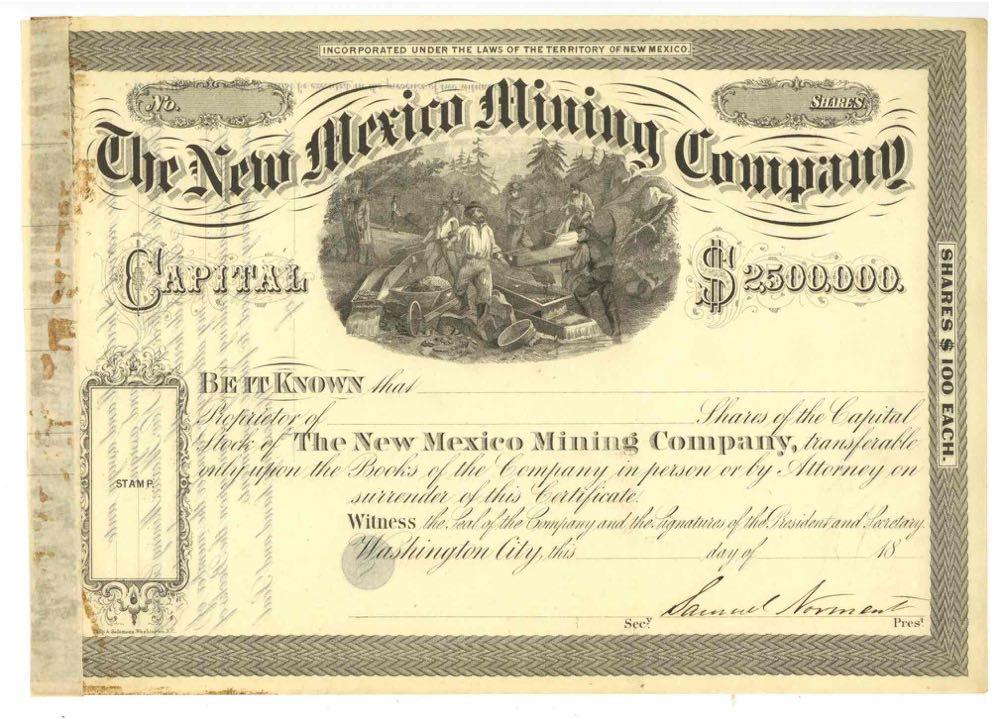 INCORPORATED UNDER THE LAWS OF THE TERRITORY OF NEW MEXICO.
No.
SHARES.
The New Mexico Mining Company
CAPITAL $2,500,000.
SHARES $ 100 EACH.
BE IT KNOWN that
Proprietor of Shares of the Capital
Stock of The New Mexico Mining Company, transferable
only upon the Books of the Company in person or by Attorney on
surrender of this Certificate.
STAMP.
Witness the Seal of the Company and the Signatures of the President and Secretary.
Washington City, this day of 18
Samuel Norment
Secy. Prest
& Solomons Washington D.C.